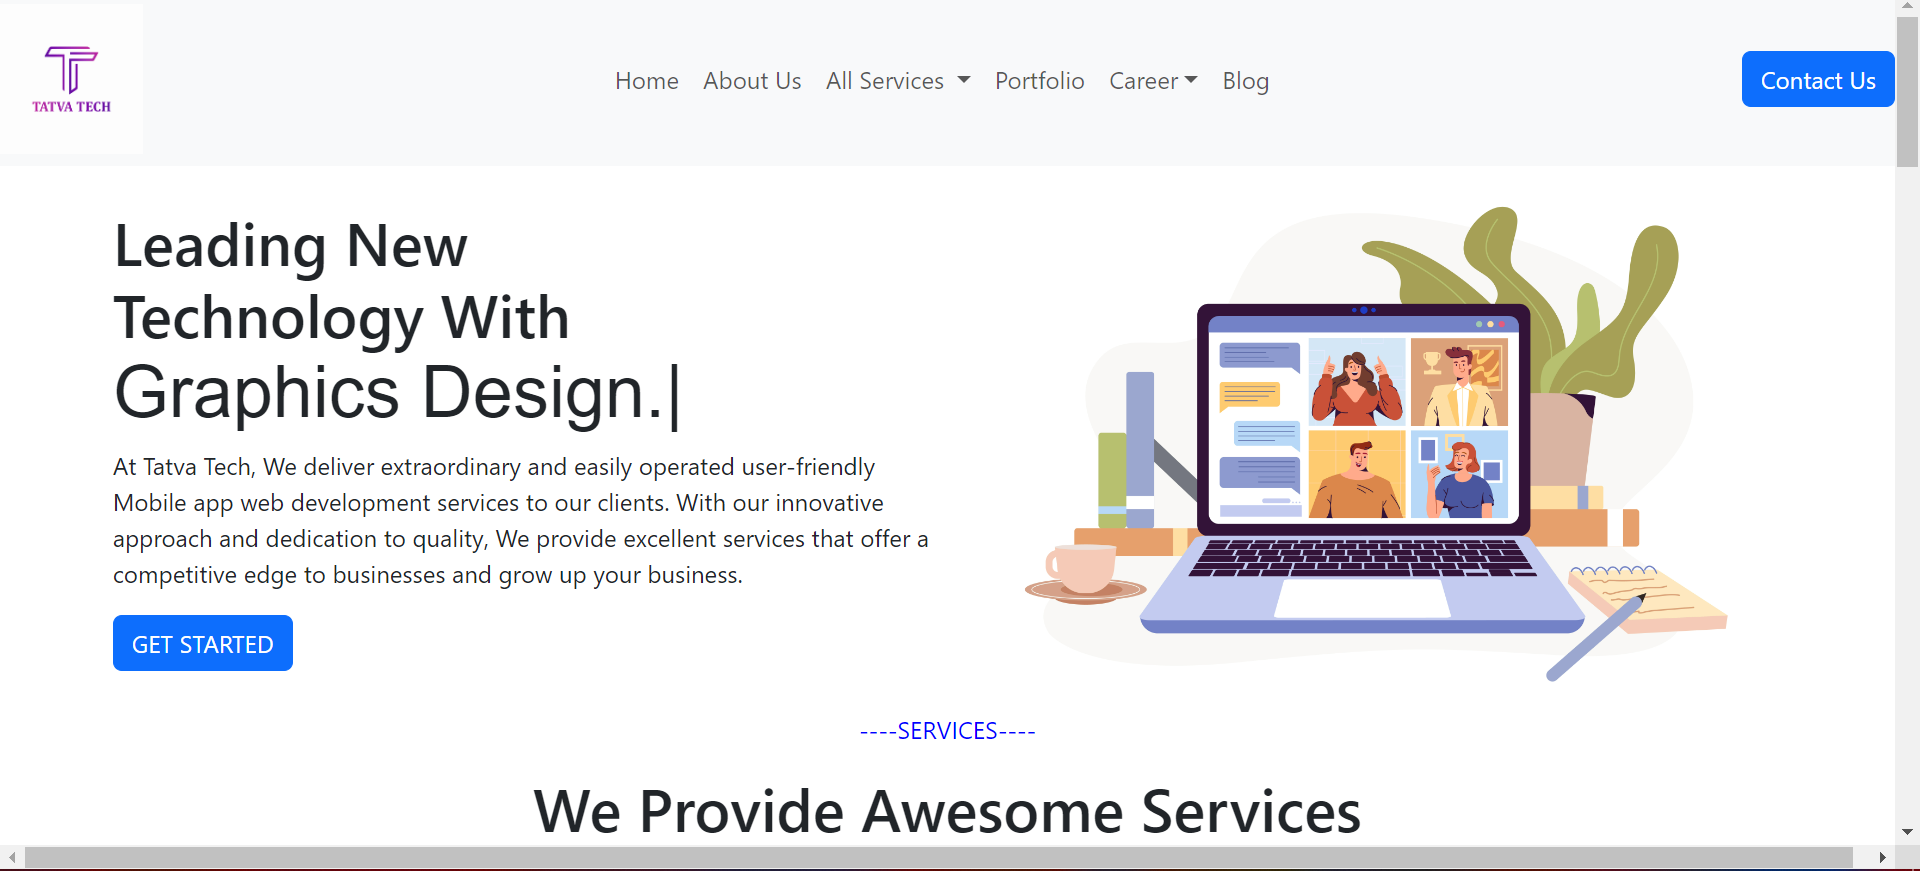 TATVA TECH
Home About Us All Services Portfolio Career Blog
Contact Us
Leading New
Technology With
Graphics Design.|
At Tatva Tech, We deliver extraordinary and easily operated user-friendly
Mobile app web development services to our clients. With our innovative
approach and dedication to quality, We provide excellent services that offer a
competitive edge to businesses and grow up your business.
GET STARTED
----SERVICES----
We Provide Awesome Services